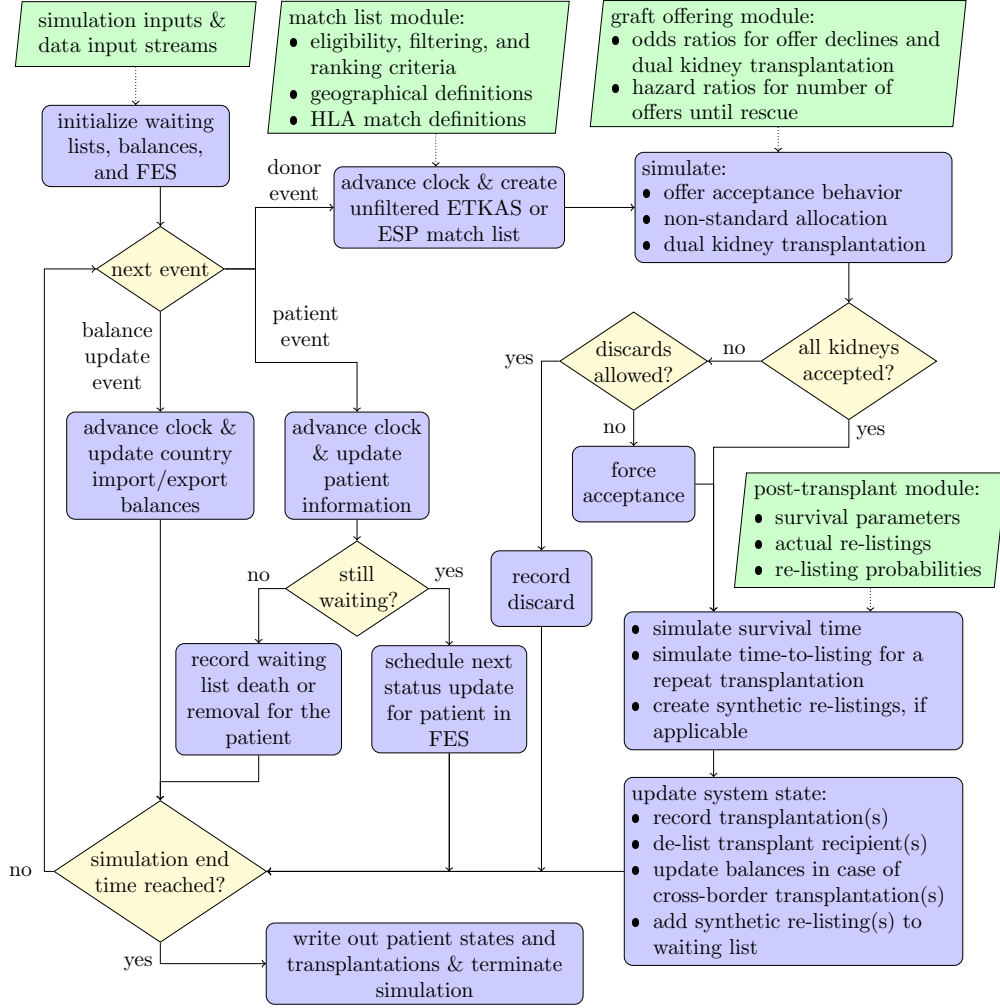 simulation inputs &
data input streams
match list module:
• eligibility, filtering, and
ranking criteria
• geographical definitions
• HLA match definitions
graft offering module:
• odds ratios for offer declines and
dual kidney transplantation
• hazard ratios for number of
offers until rescue
initialize waiting
lists, balances,
and FES
donor
event
advance clock & create
unfiltered ETKAS or
ESP match list
simulate:
• offer acceptance behavior
• non-standard allocation
• dual kidney transplantation
next event
balance
update
event
patient
event
yes
discards
allowed?
no
all kidneys
accepted?
no
yes
advance clock &
update country
import/export
balances
advance clock
& update
patient
information
force
acceptance
post-transplant module:
• survival parameters
• actual re-listings
• re-listing probabilities
no
still
waiting?
yes
record
discard
record waiting
list death or
removal for the
patient
schedule next
status update
for patient in
FES
• simulate survival time
• simulate time-to-listing for a
repeat transplantation
• create synthetic re-listings, if
applicable
update system state:
• record transplantation(s)
• de-list transplant recipient(s)
• update balances in case of
cross-border transplantation(s)
• add synthetic re-listing(s) to
waiting list
no
simulation end
time reached?
yes
write out patient states and
transplantations & terminate
simulation